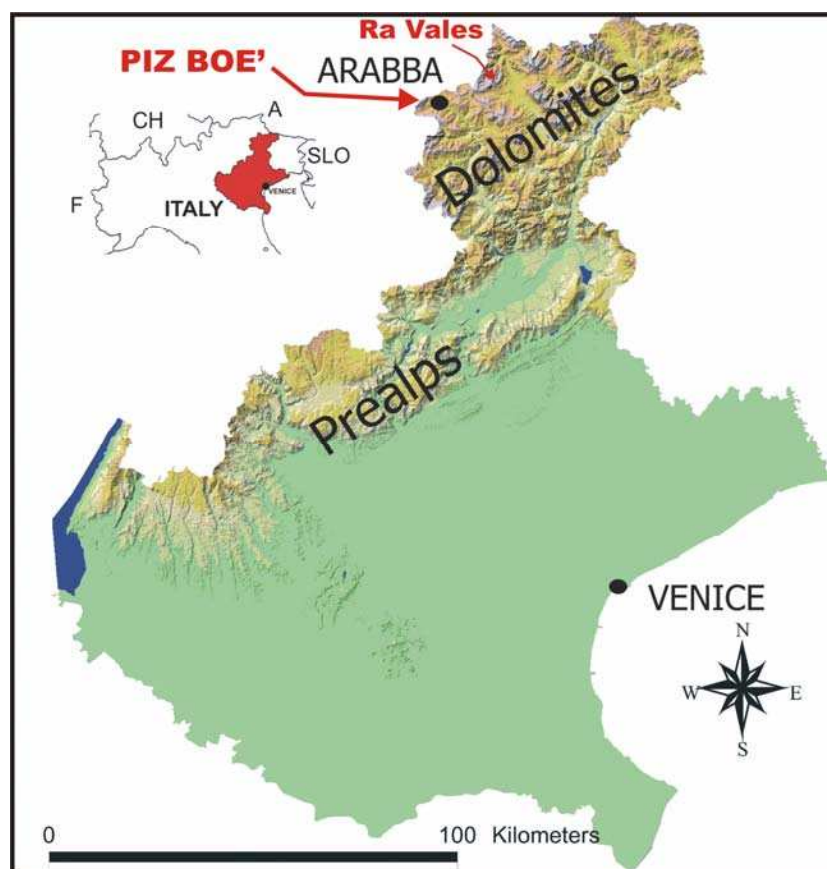 Ra Vales
PIZ BOE'
ARABBA
Dolomites
CH
A
SLO
F
VENICE
ITALY
Prealps
VENICE
N
W E
S
0 100 Kilometers